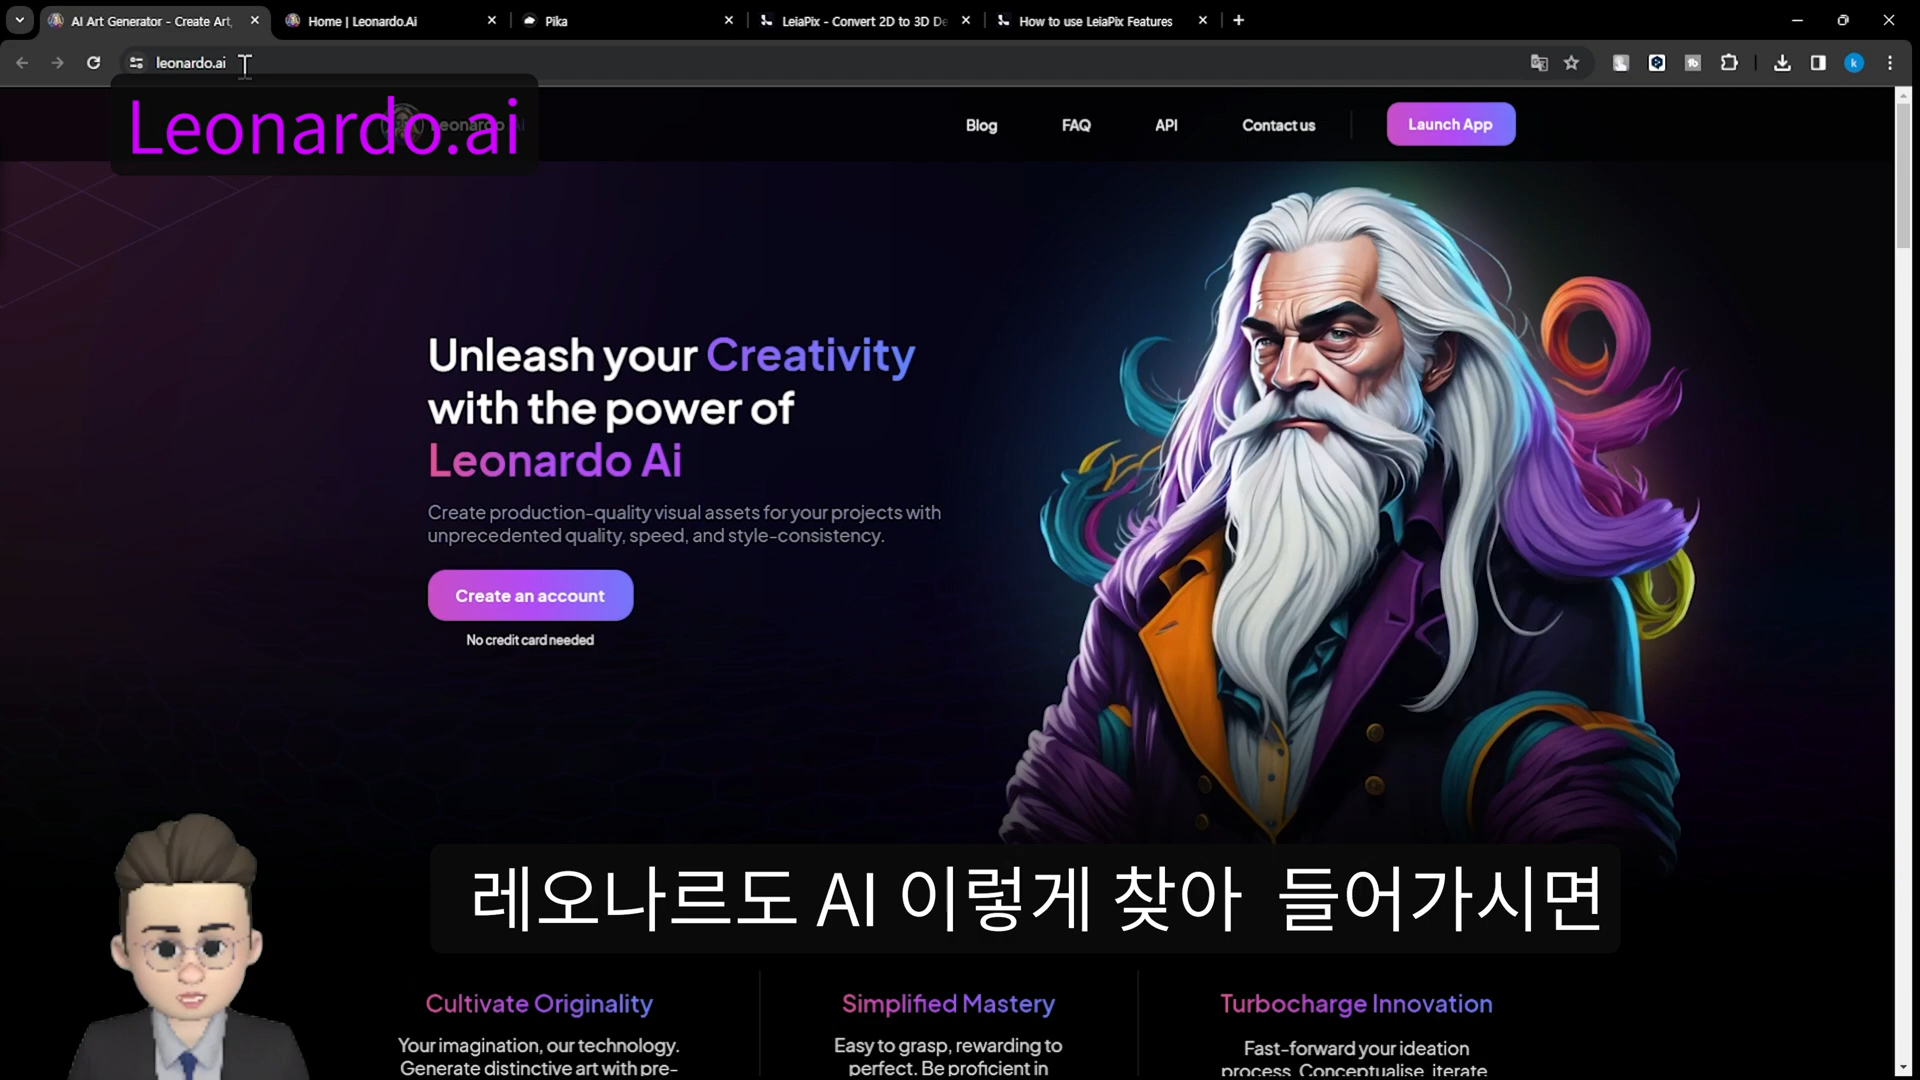 AI Art Generator - Create Art,
Home | Leonardo.Ai
Pika
LeiaPix - Convert 2D to 3D De
How to use LeiaPix Features
leonardo.ai
k
Leonardo.ai
Leonardo Ai
Blog
FAQ
API
Contact us
Launch App
Unleash your Creativity
with the power of
Leonardo Ai
Create production-quality visual assets for your projects with
unprecedented quality, speed, and style-consistency.
Create an account
No credit card needed
레오나르도 AI 이렇게 찾아 들어가시면
Cultivate Originality
Your imagination, our technology.
Generate distinctive art with pre-
Simplified Mastery
Easy to grasp, rewarding to
perfect. Be proficient in
Turbocharge Innovation
Fast-forward your ideation
process. Conceptualise, iterate